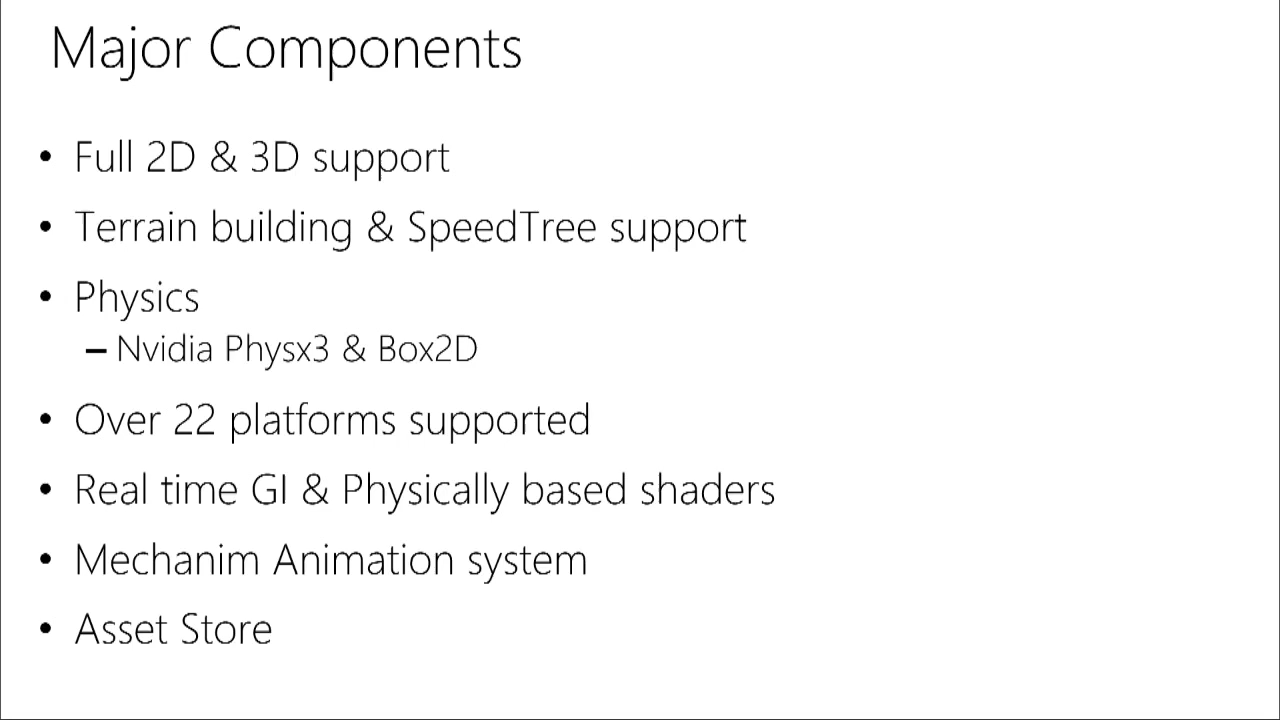 Major Components
• Full 2D & 3D support
• Terrain building & SpeedTree support
• Physics
– Nvidia Physx3 & Box2D
• Over 22 platforms supported
• Real time GI & Physically based shaders
• Mechanim Animation system
• Asset Store